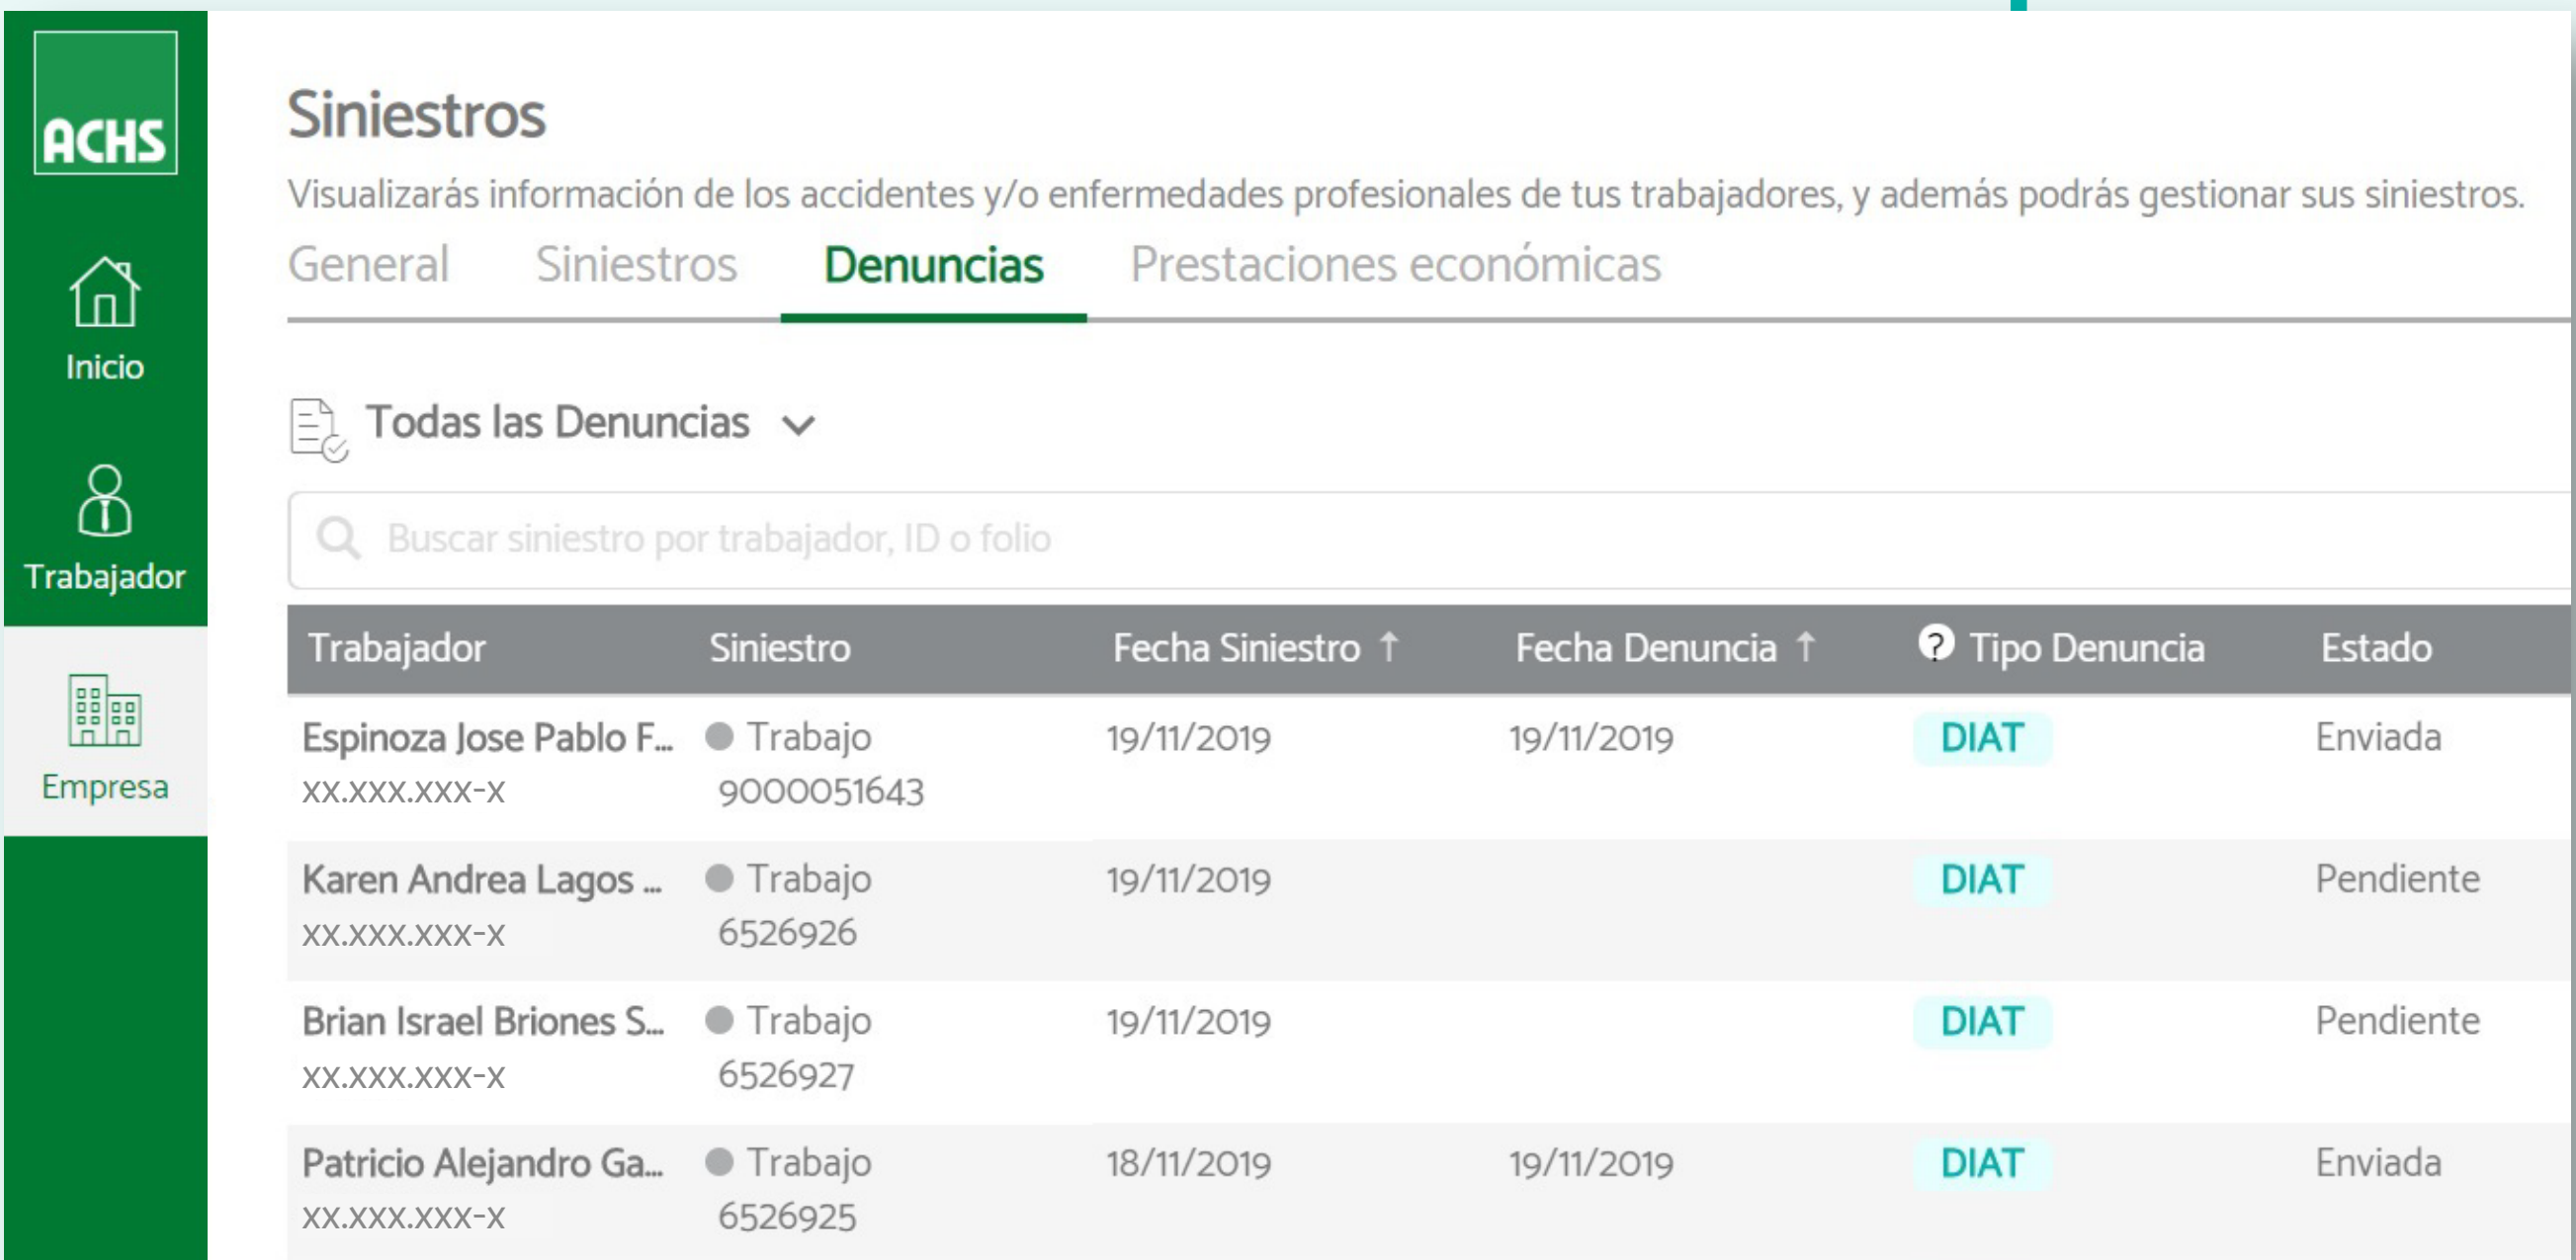 ACHS
Inicio
Trabajador
Empresa
Siniestros
Visualizarás información de los accidentes y/o enfermedades profesionales de tus trabajadores, y además podrás gestionar sus siniestros.
General Siniestros Denuncias Prestaciones económicas
Todas las Denuncias
Buscar siniestro por trabajador, ID o folio
Trabajador Siniestro Fecha Siniestro ↑ Fecha Denuncia ↑ ? Tipo Denuncia Estado
Espinoza Jose Pablo F... Trabajo 19/11/2019 19/11/2019 DIAT Enviada
xx.xxx.xxx-x 9000051643
Karen Andrea Lagos ... Trabajo 19/11/2019 DIAT Pendiente
xx.xxx.xxx-x 6526926
Brian Israel Briones S... Trabajo 19/11/2019 DIAT Pendiente
xx.xxx.xxx-x 6526927
Patricio Alejandro Ga... Trabajo 18/11/2019 19/11/2019 DIAT Enviada
xx.xxx.xxx-x 6526925